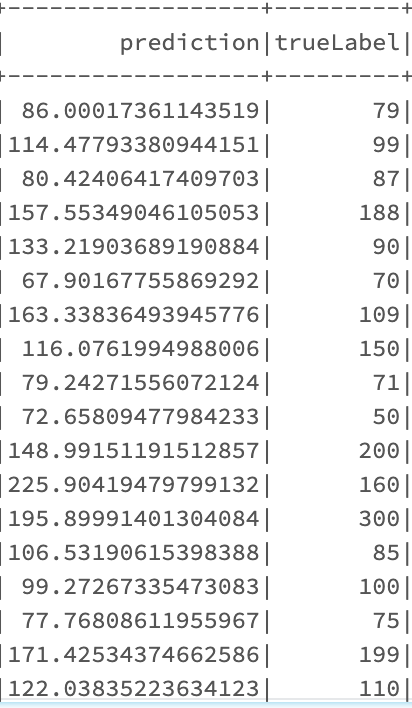 +------------------+---------+
|        prediction|trueLabel|
+------------------+---------+
| 86.00017361143519|       79|
|114.47793380944151|       99|
| 80.42406417409703|       87|
|157.55349046105053|      188|
|133.21903689190884|       90|
| 67.90167755869292|       70|
|163.33836493945776|      109|
| 116.0761994988006|      150|
| 79.24271556072124|       71|
| 72.65809477984233|       50|
|148.99151191512857|      200|
|225.90419479799132|      160|
|195.89991401304084|      300|
|106.53190615398388|       85|
| 99.27267335473083|      100|
| 77.76808611955967|       75|
|171.42534374662586|      199|
|122.03835223634123|      110|